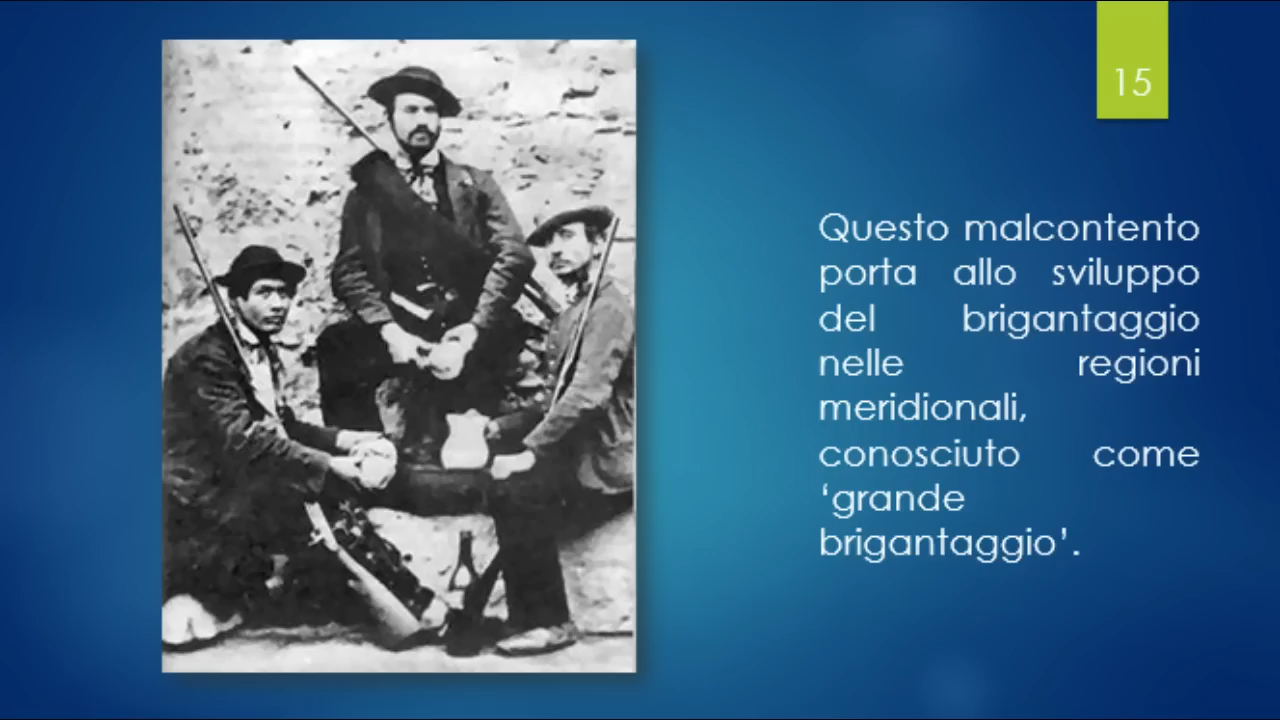 15
Questo malcontento
porta allo sviluppo
del brigantaggio
nelle regioni
meridionali,
conosciuto come
‘grande
brigantaggio’.